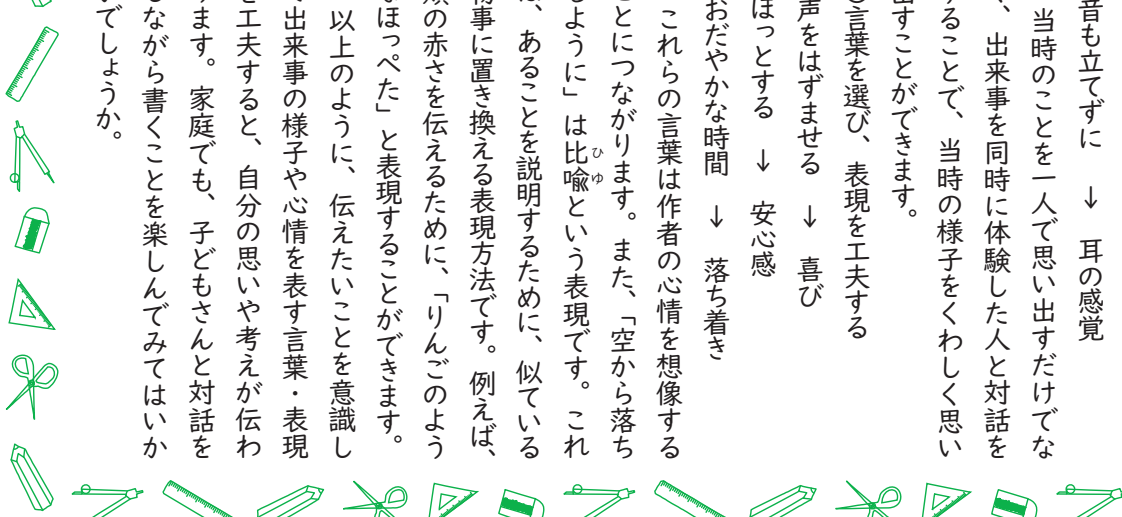 音も立てずに → 耳の感覚
当時のことを一人で思い出すだけでな
、出来事を同時に体験した人と対話を
することで、当時の様子をくわしく思い
出すことができます。
言葉を選び、表現を工夫する
声をはずませる → 喜び
ほっとする → 安心感
おだやかな時間 → 落ち着き
これらの言葉は作者の心情を想像する
ことにつながります。また、「空から落ち
ように」は比喩(ひゆ)という表現です。これ
、あることを説明するために、似ている
事に置き換える表現方法です。例えば、
の赤さを伝えるために、「りんごのよう
ほっぺた」と表現することができます。
以上のように、伝えたいことを意識し
出来事の様子や心情を表す言葉・表現
を工夫すると、自分の思いや考えが伝わ
ます。家庭でも、子どもさんと対話を
しながら書くことを楽しんでみてはいか
でしょうか。